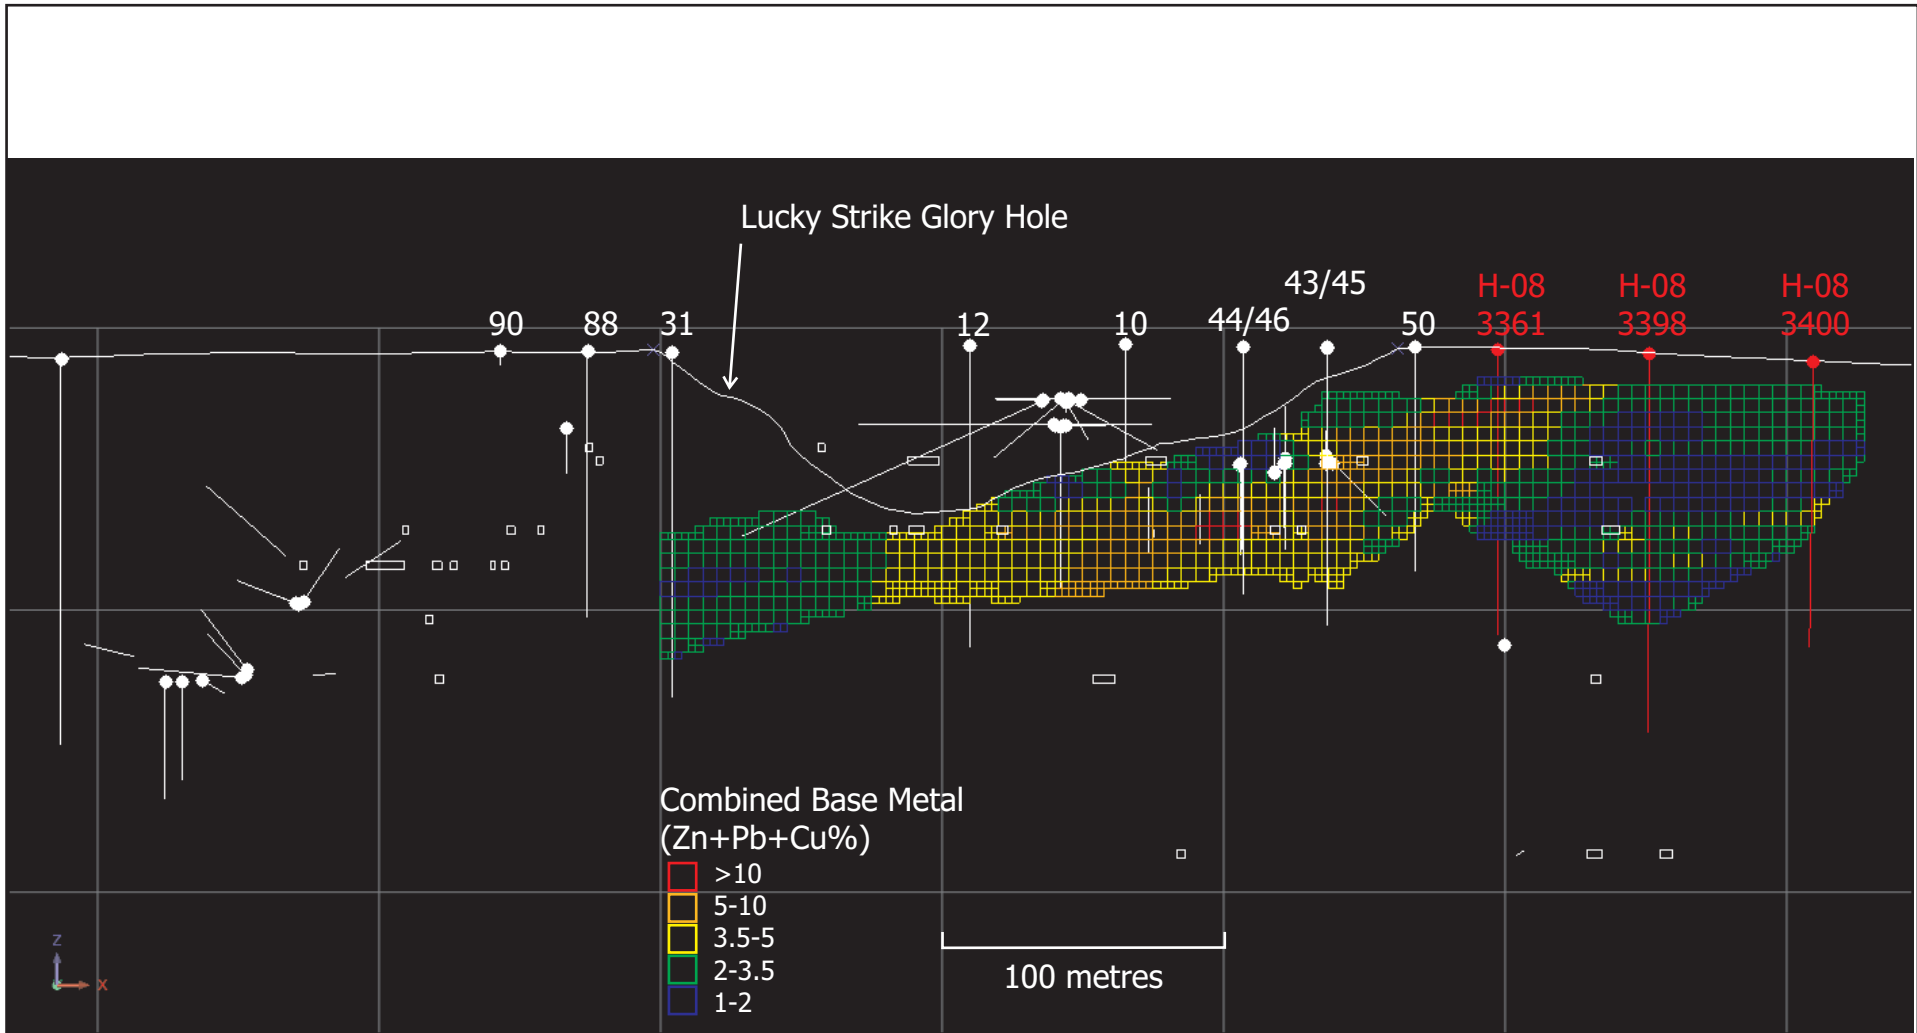 Lucky Strike Glory Hole
43/45
H-08
H-08
H-08
90
88
31
12
10
44/46
50
3361
3398
3400
Combined Base Metal
(Zn+Pb+Cu%)
>10
5-10
3.5-5
2-3.5
1-2
100 metres
Z
X